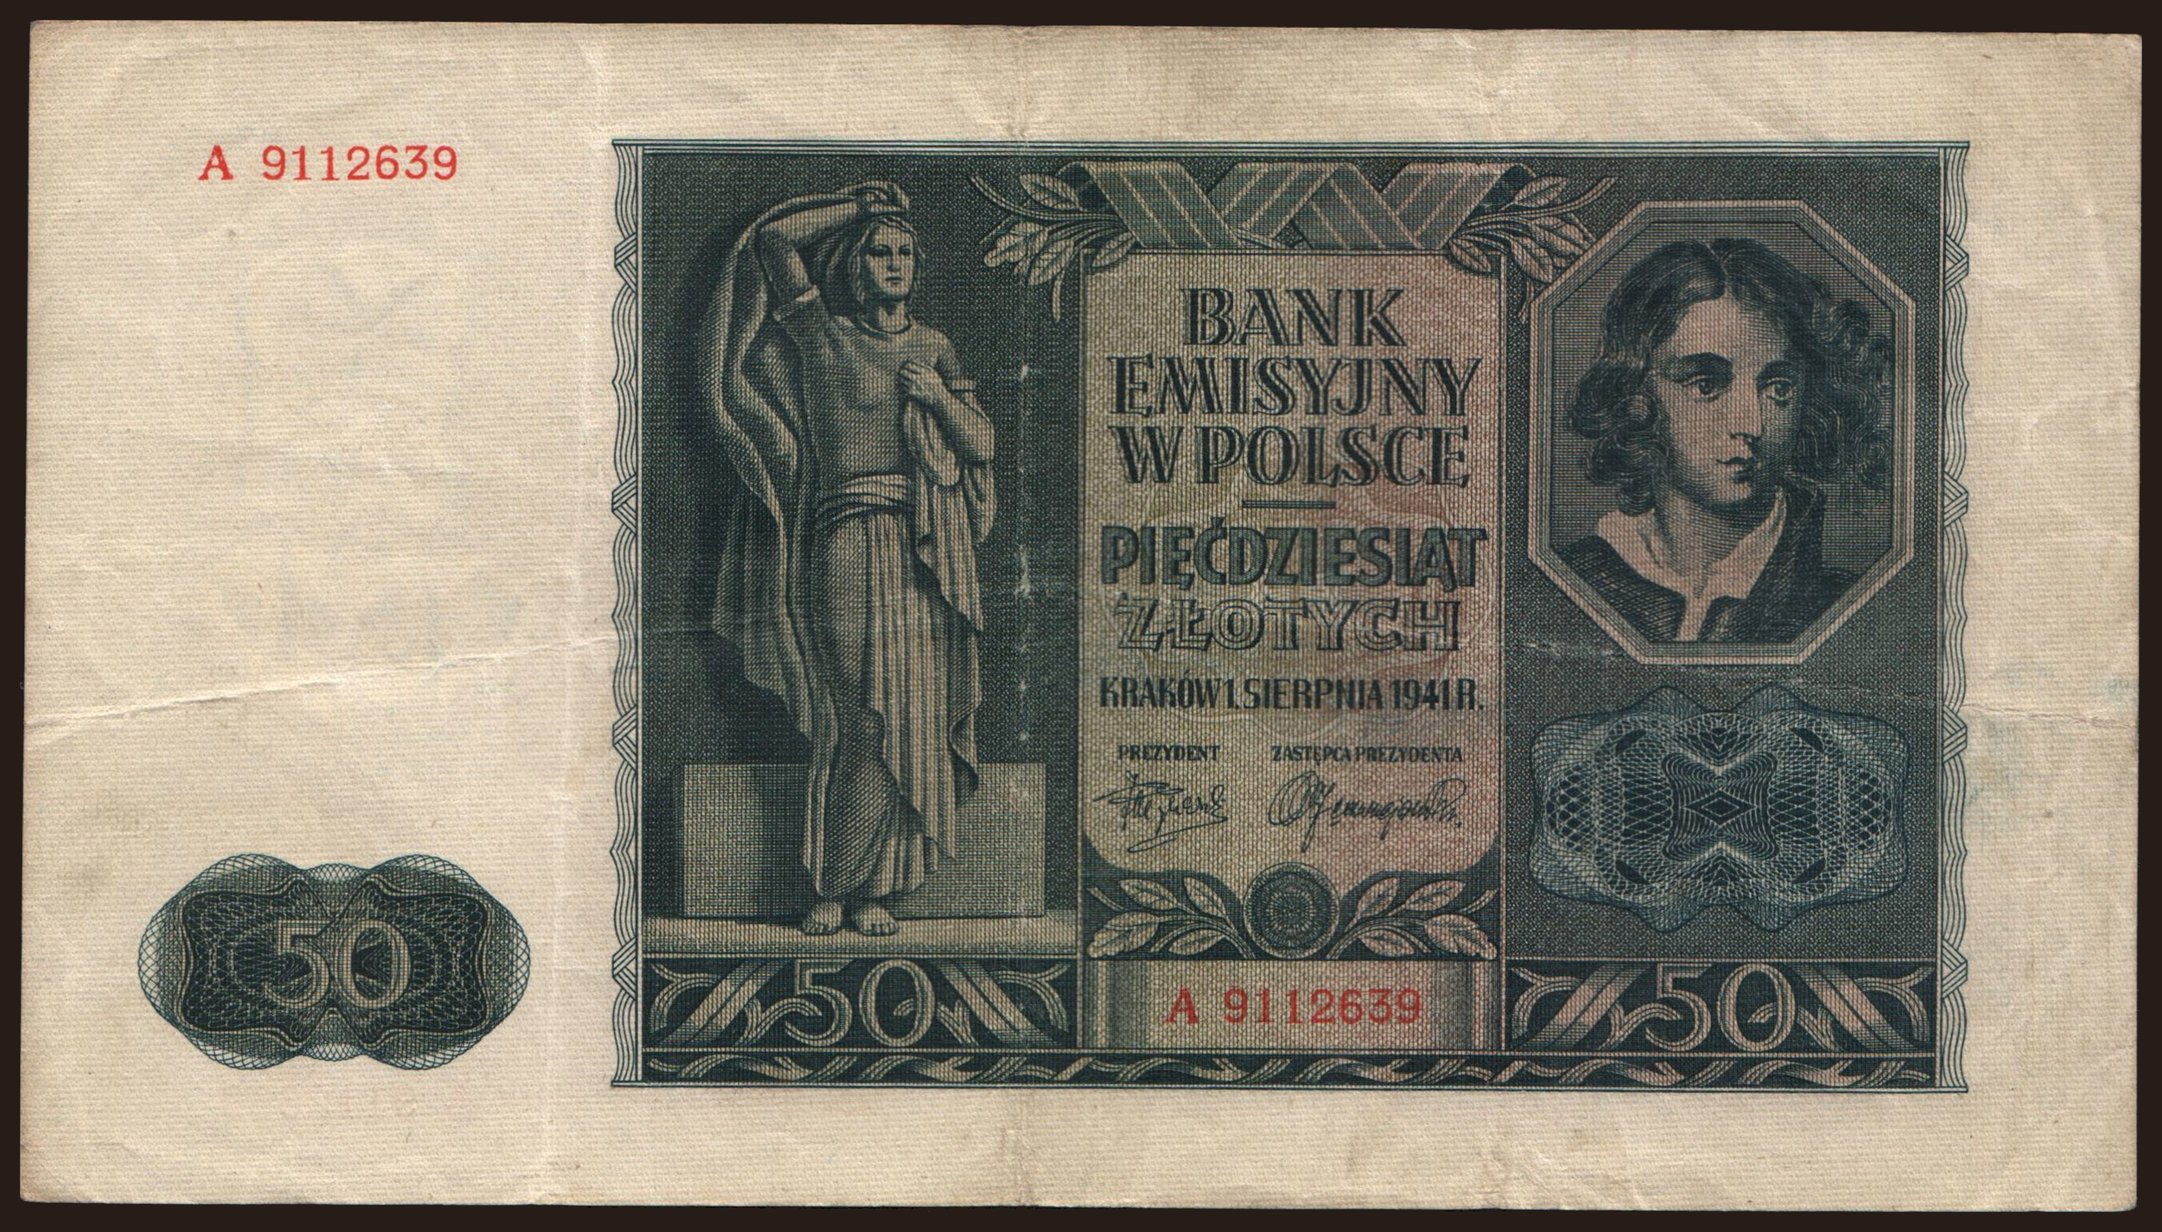 A 9112639
BANK
EMISYJNY
W POLSCE
PIĘĆDZIESIĄT
ZŁOTYCH
KRAKÓW 1. SIERPNIA 1941 R.
PREZYDENT ZASTĘPCA PREZYDENTA
50
50
A 9112639
50